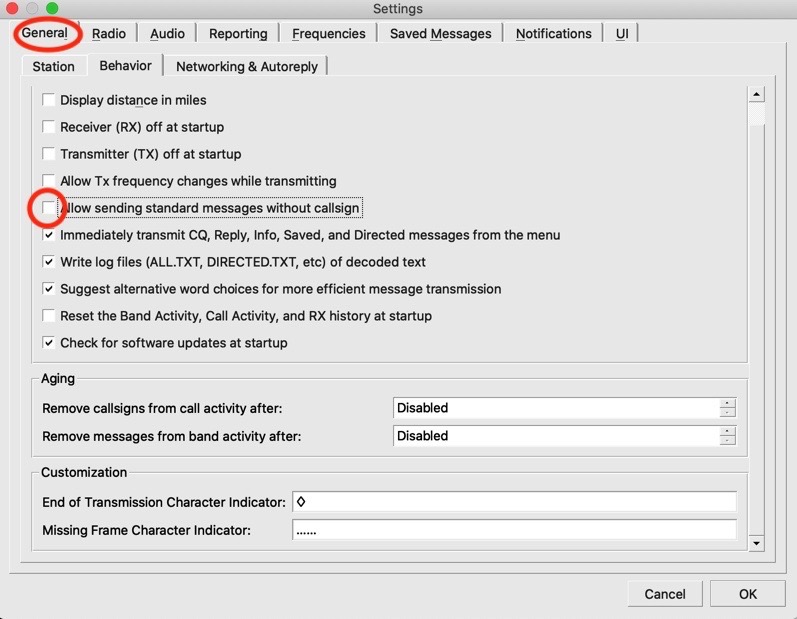 Settings
General Radio Audio Reporting Frequencies Saved Messages Notifications UI
Station Behavior Networking & Autoreply
Display distance in miles
Receiver (RX) off at startup
Transmitter (TX) off at startup
Allow Tx frequency changes while transmitting
Allow sending standard messages without callsign
Immediately transmit CQ, Reply, Info, Saved, and Directed messages from the menu
Write log files (ALL.TXT, DIRECTED.TXT, etc) of decoded text
Suggest alternative word choices for more efficient message transmission
Reset the Band Activity, Call Activity, and RX history at startup
Check for software updates at startup
Aging
Remove callsigns from call activity after: Disabled
Remove messages from band activity after: Disabled
Customization
End of Transmission Character Indicator: ◊
Missing Frame Character Indicator: ......
Cancel OK